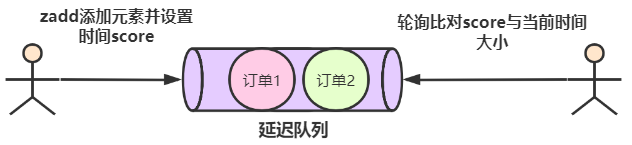 zadd添加元素并设置
时间score
轮询比对score与当前时间
大小
订单1
订单2
延迟队列